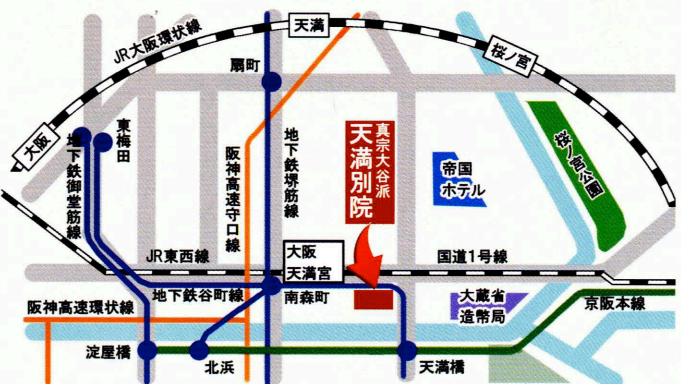 天満
JR大阪環状線
桜ノ宮
扇町
大阪
東梅田
地下鉄御堂筋線
阪神高速守口線
地下鉄堺筋線
真宗大谷派
天満別院
帝国
ホテル
桜ノ宮公園
JR東西線
大阪
天満宮
国道1号線
地下鉄谷町線
南森町
大蔵省
造幣局
京阪本線
阪神高速環状線
淀屋橋
北浜
天満橋